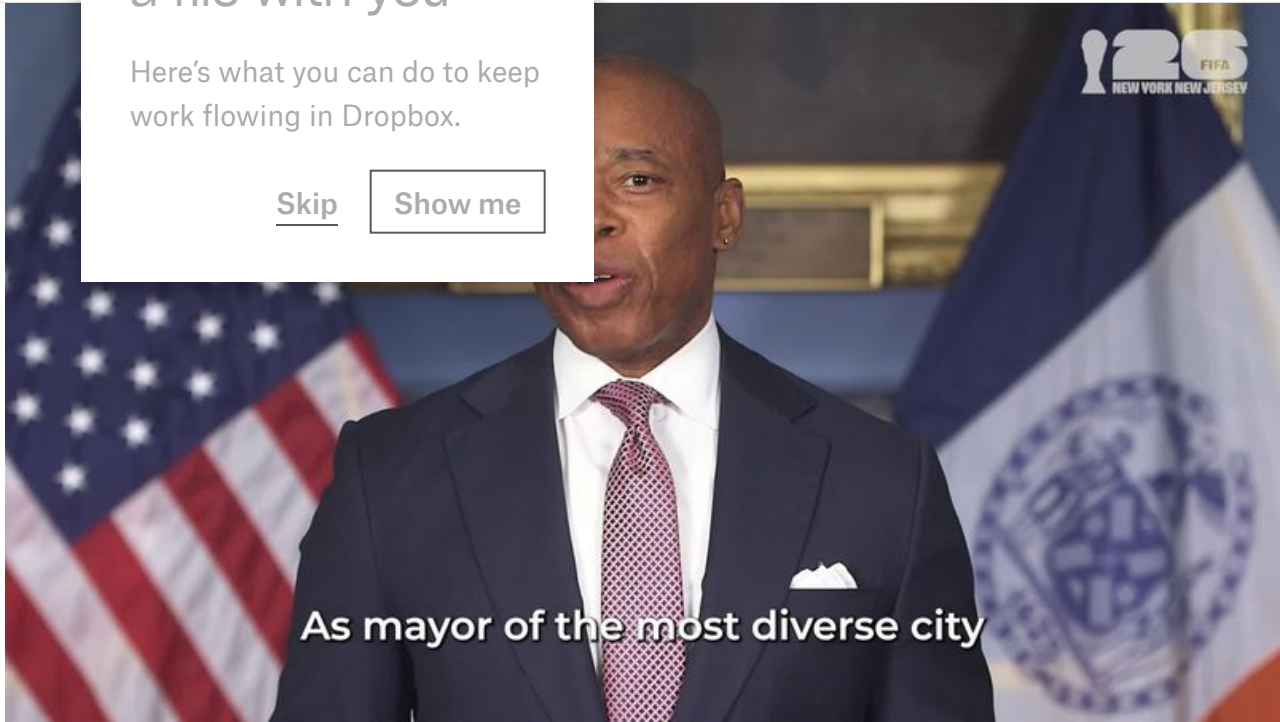 Here’s what you can do to keep
work flowing in Dropbox.
Skip
Show me
26
FIFA
NEW YORK NEW JERSEY
As mayor of the most diverse city